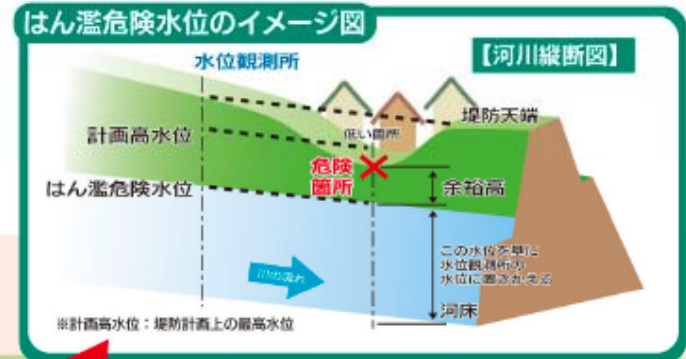 はん濫危険水位のイメージ図
【河川縦断図】
水位観測所
堤防天端
低い箇所
計画高水位
危険
箇所
余裕高
はん濫危険水位
この水位を基に
水位観測所の
水位に置きかえる
川の流れ
河床
※計画高水位：堤防計画上の最高水位